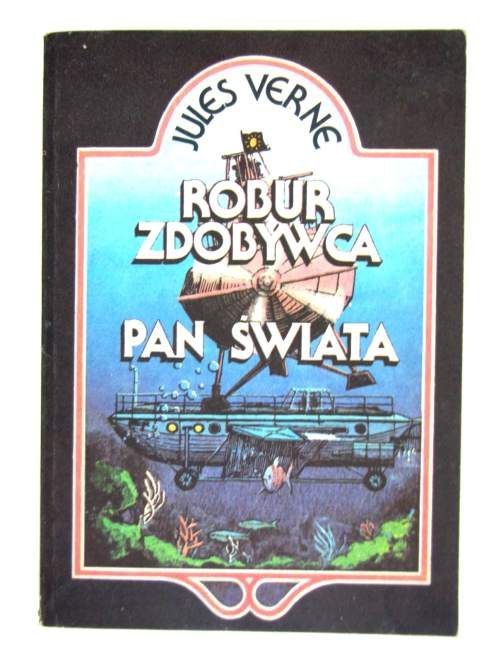 JULES VERNE
ROBUR
ZDOBYWCA
PAN ŚWIATA